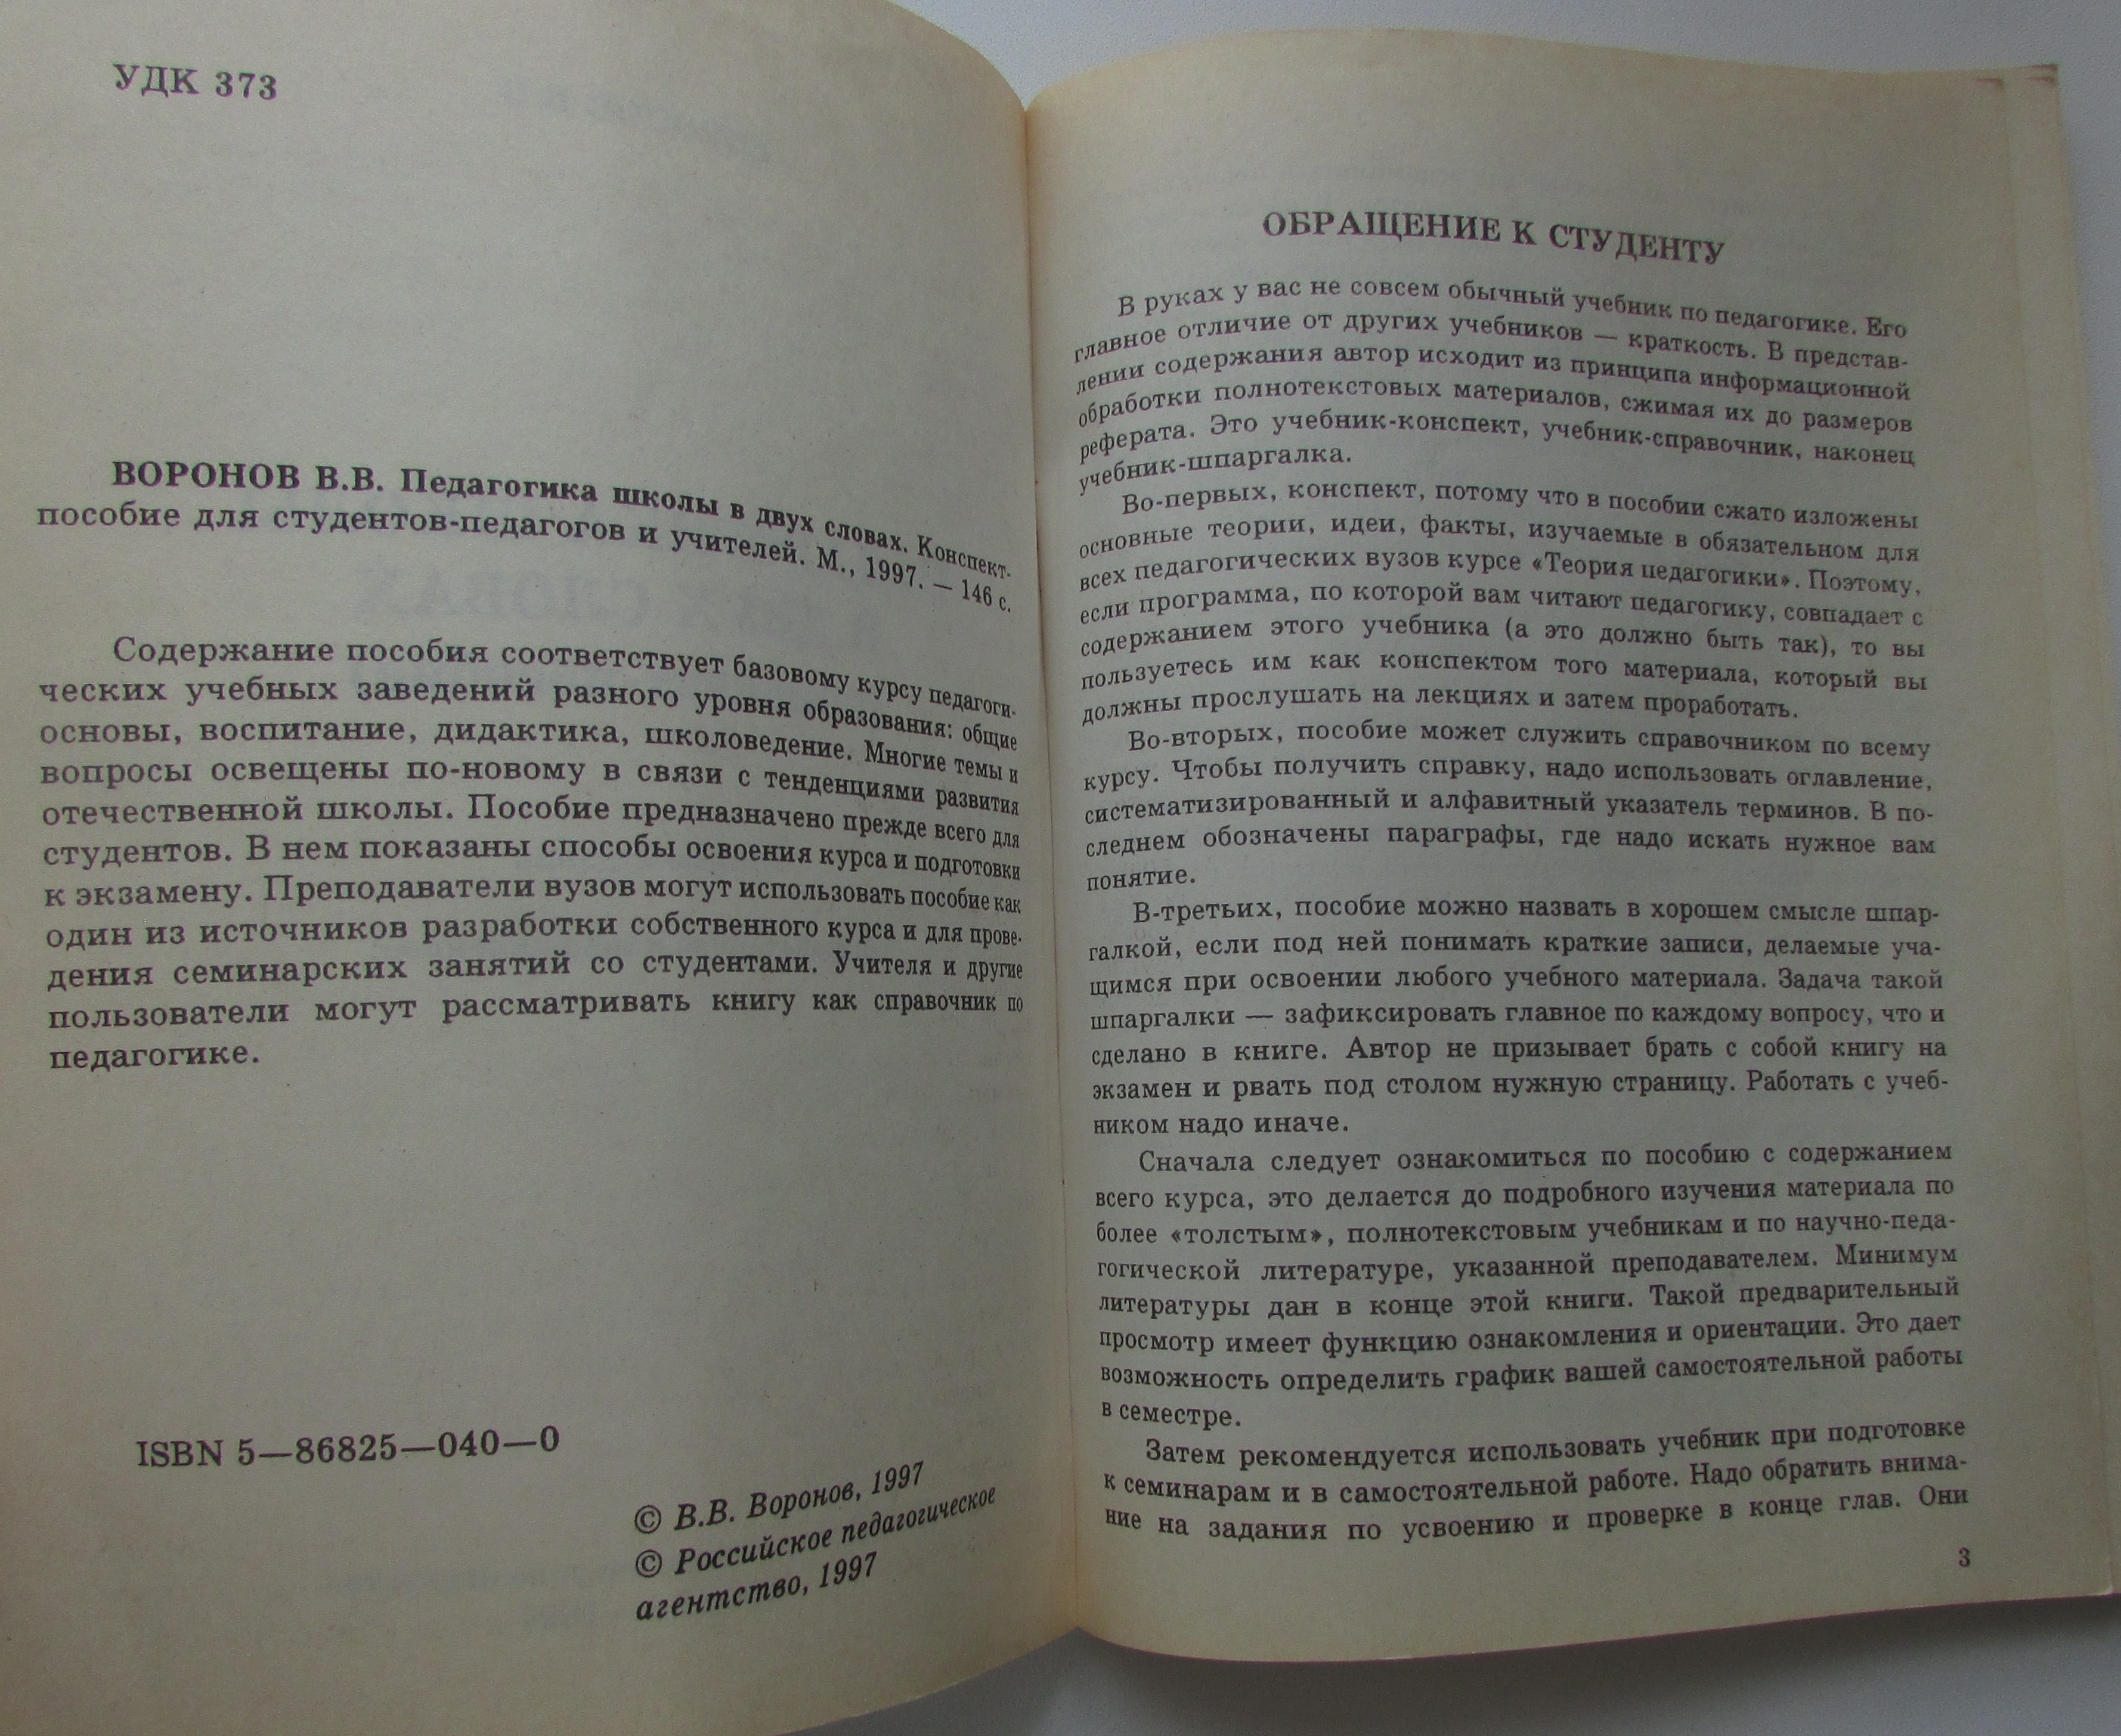 УДК 373
ВОРОНОВ В.В. Педагогика школы в двух словах. Конспект-
пособие для студентов-педагогов и учителей. М., 1997. — 146 с.
Содержание пособия соответствует базовому курсу педагоги-
ческих учебных заведений разного уровня образования: общие
основы, воспитание, дидактика, школоведение. Многие темы и
вопросы освещены по-новому в связи с тенденциями развития
отечественной школы. Пособие предназначено прежде всего для
студентов. В нем показаны способы освоения курса и подготовки
к экзамену. Преподаватели вузов могут использовать пособие как
один из источников разработки собственного курса и для прове-
дения семинарских занятий со студентами. Учителя и другие
пользователи могут рассматривать книгу как справочник по
педагогике.
ISBN 5—86825—040—0
© В.В. Воронов, 1997
© Российское педагогическое
агентство, 1997
ОБРАЩЕНИЕ К СТУДЕНТУ
В руках у вас не совсем обычный учебник по педагогике. Его
главное отличие от других учебников — краткость. В представ-
лении содержания автор исходит из принципа информационной
обработки полнотекстовых материалов, сжимая их до размеров
реферата. Это учебник-конспект, учебник-справочник, наконец
учебник-шпаргалка.
Во-первых, конспект, потому что в пособии сжато изложены
основные теории, идеи, факты, изучаемые в обязательном для
всех педагогических вузов курсе «Теория педагогики». Поэтому,
если программа, по которой вам читают педагогику, совпадает с
содержанием этого учебника (а это должно быть так), то вы
пользуетесь им как конспектом того материала, который вы
должны прослушать на лекциях и затем проработать.
Во-вторых, пособие может служить справочником по всему
курсу. Чтобы получить справку, надо использовать оглавление,
систематизированный и алфавитный указатель терминов. В по-
следнем обозначены параграфы, где надо искать нужное вам
понятие.
В-третьих, пособие можно назвать в хорошем смысле шпар-
галкой, если под ней понимать краткие записи, делаемые уча-
щимся при освоении любого учебного материала. Задача такой
шпаргалки — зафиксировать главное по каждому вопросу, что и
сделано в книге. Автор не призывает брать с собой книгу на
экзамен и рвать под столом нужную страницу. Работать с учеб-
ником надо иначе.
Сначала следует ознакомиться по пособию с содержанием
всего курса, это делается до подробного изучения материала по
более «толстым», полнотекстовым учебникам и по научно-педа-
гогической литературе, указанной преподавателем. Минимум
литературы дан в конце этой книги. Такой предварительный
просмотр имеет функцию ознакомления и ориентации. Это дает
возможность определить график вашей самостоятельной работы
в семестре.
Затем рекомендуется использовать учебник при подготовке
к семинарам и в самостоятельной работе. Надо обратить внима-
ние на задания по усвоению и проверке в конце глав. Они
3